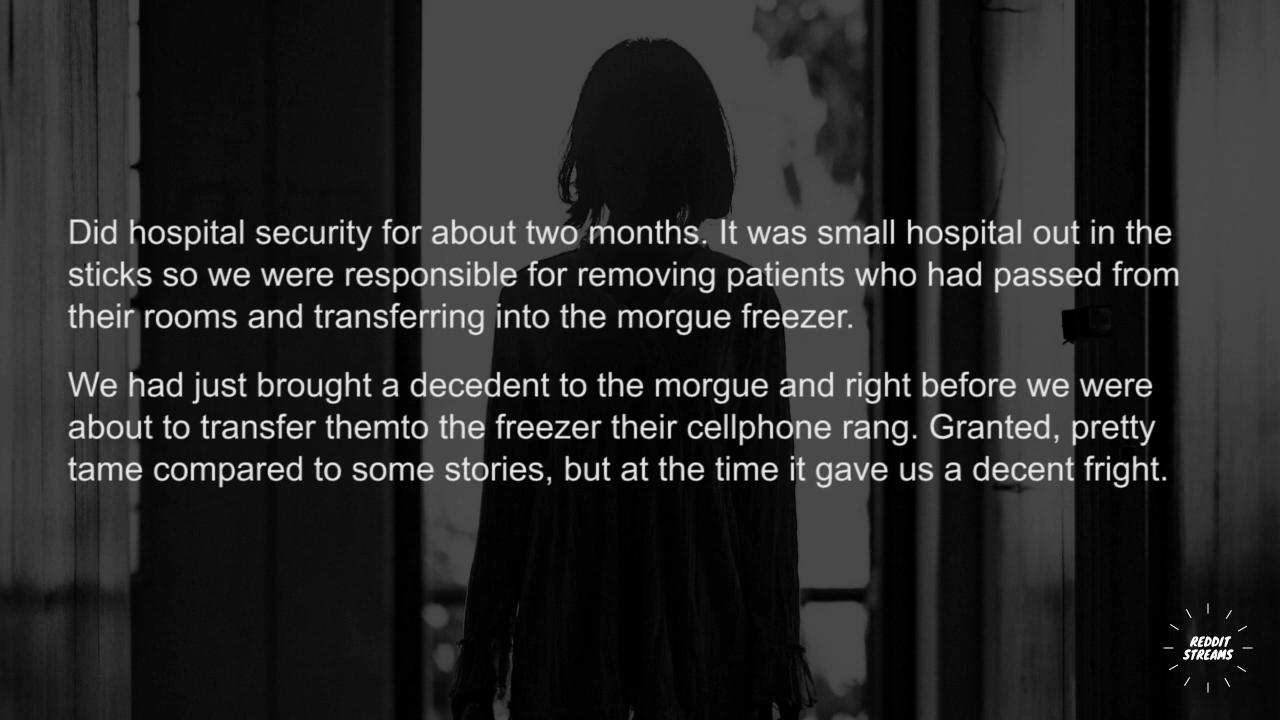 Did hospital security for about two months. It was small hospital out in the
sticks so we were responsible for removing patients who had passed from
their rooms and transferring into the morgue freezer.
We had just brought a decedent to the morgue and right before we were
about to transfer themto the freezer their cellphone rang. Granted, pretty
tame compared to some stories, but at the time it gave us a decent fright.
REDDIT
STREAMS